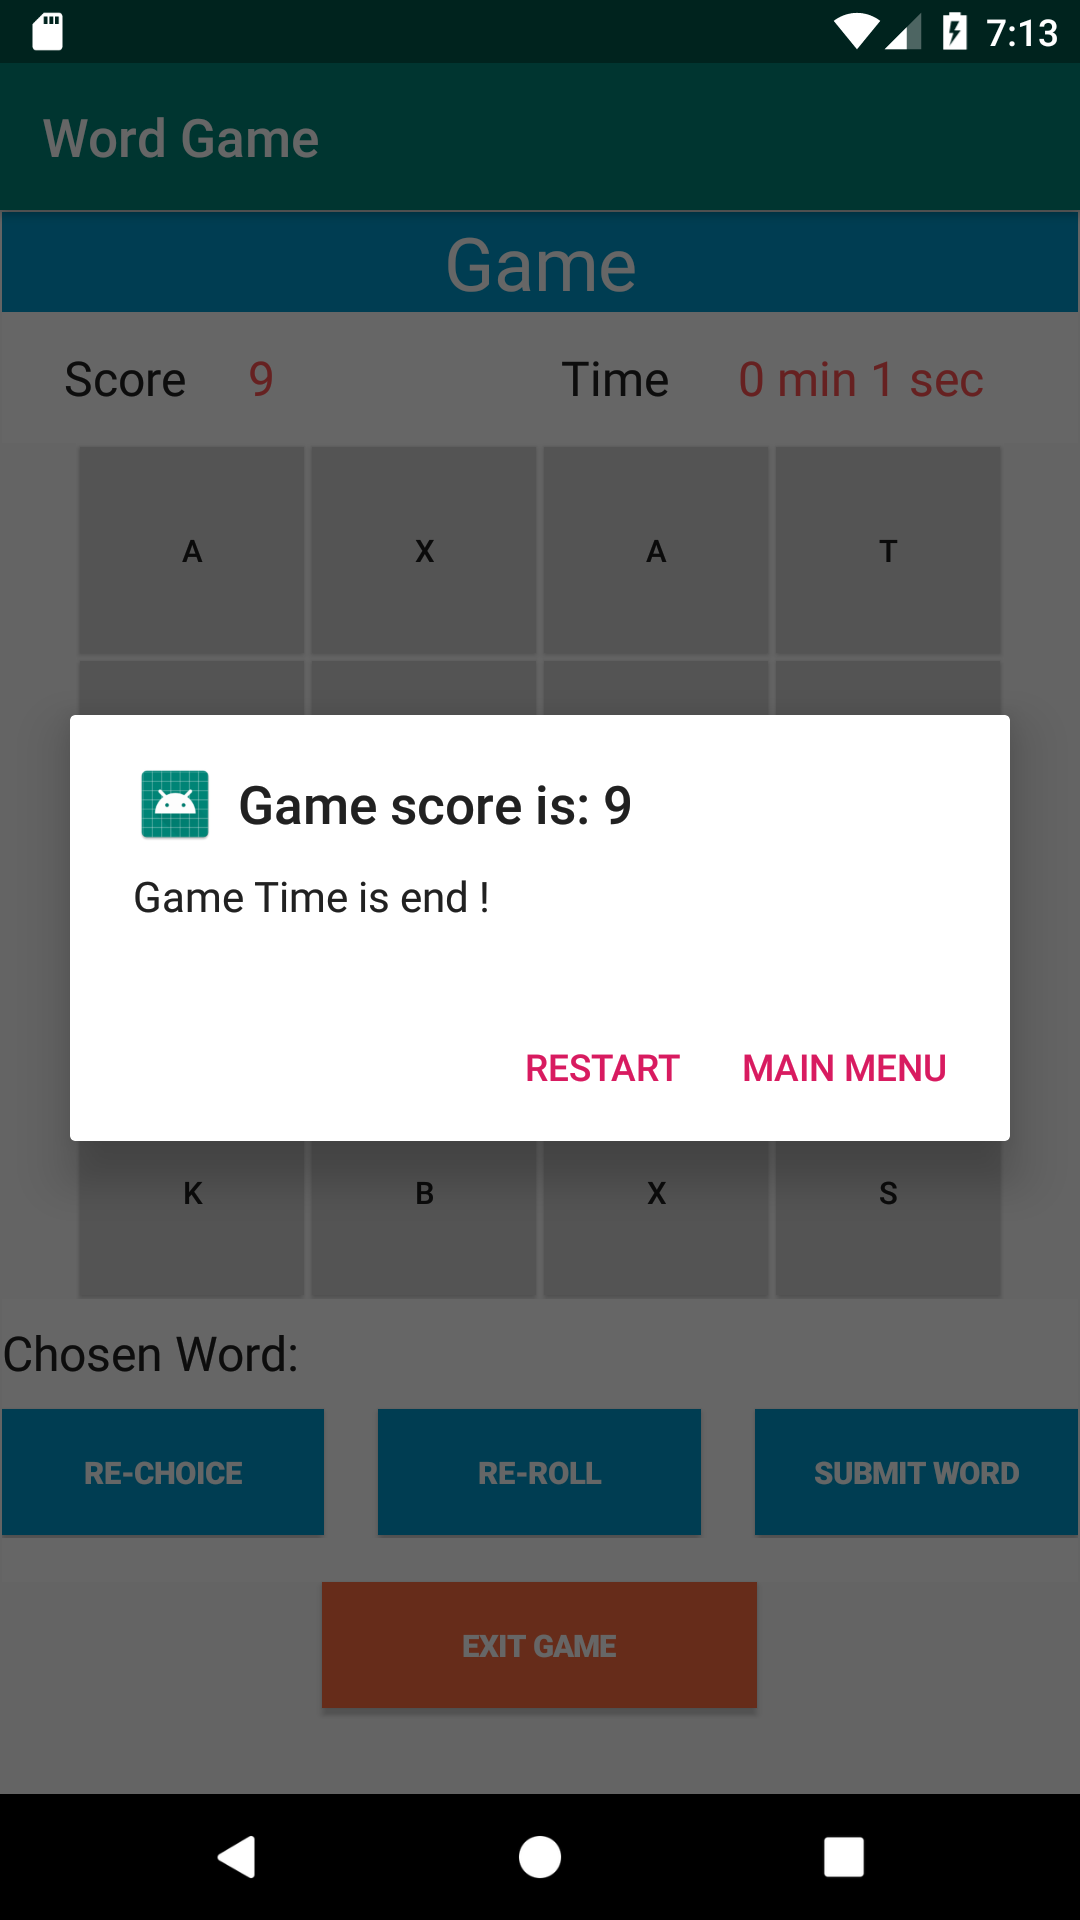 7:13
Word Game
Game
Score 9 Time 0 min 1 sec
A X A T
Game score is: 9
Game Time is end !
RESTART MAIN MENU
K B X S
Chosen Word:
RE-CHOICE RE-ROLL SUBMIT WORD
EXIT GAME